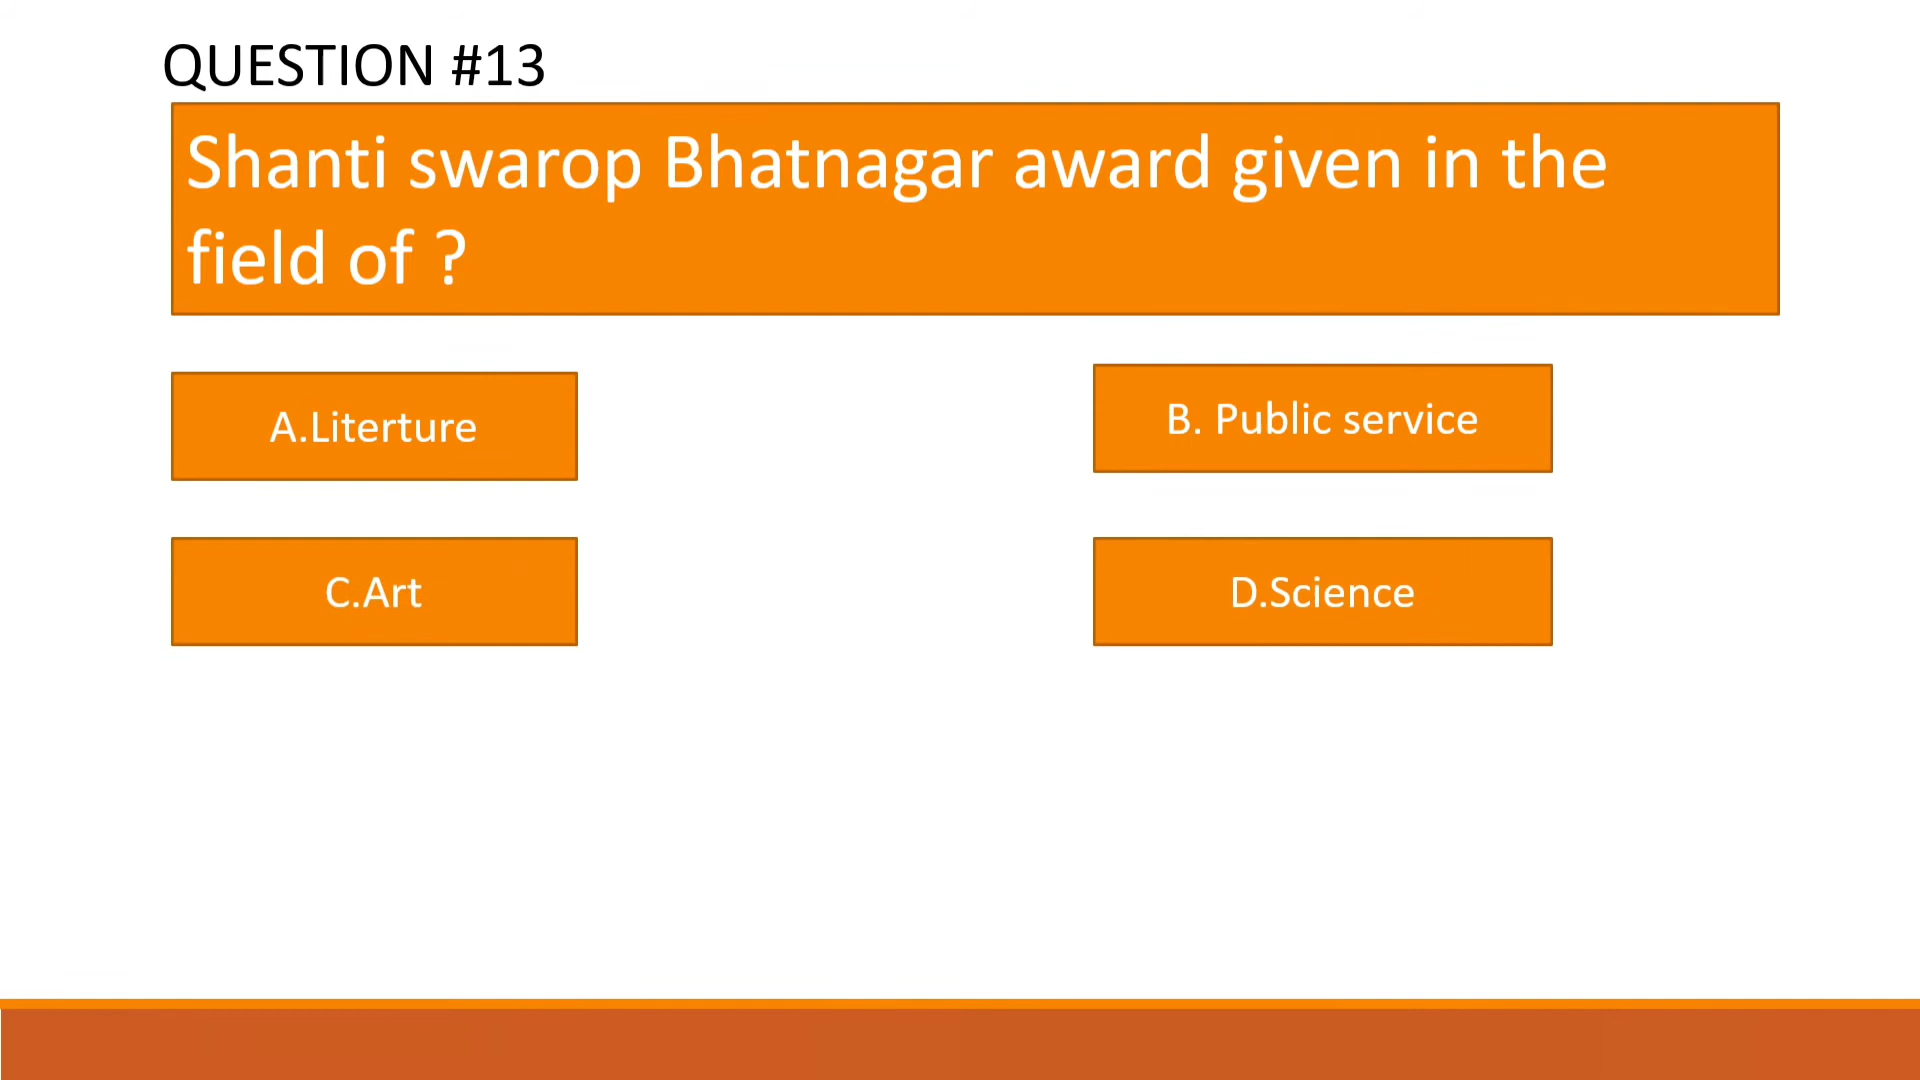 QUESTION #13
Shanti swarop Bhatnagar award given in the
field of ?
A.Literture
B. Public service
C.Art
D.Science